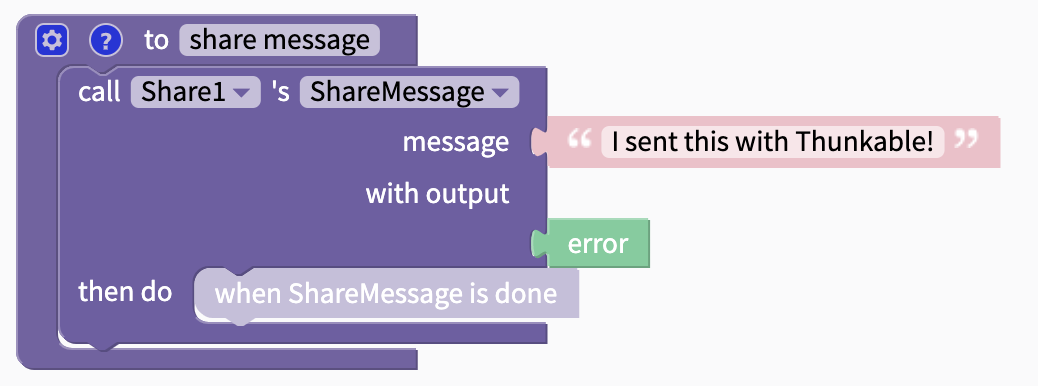 ? to share message
call Share1 's ShareMessage
message “ I sent this with Thunkable! ”
with output
error
then do when ShareMessage is done